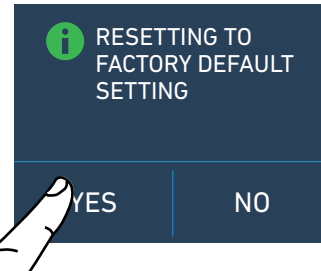 i RESETTING TO
FACTORY DEFAULT
SETTING
YES NO